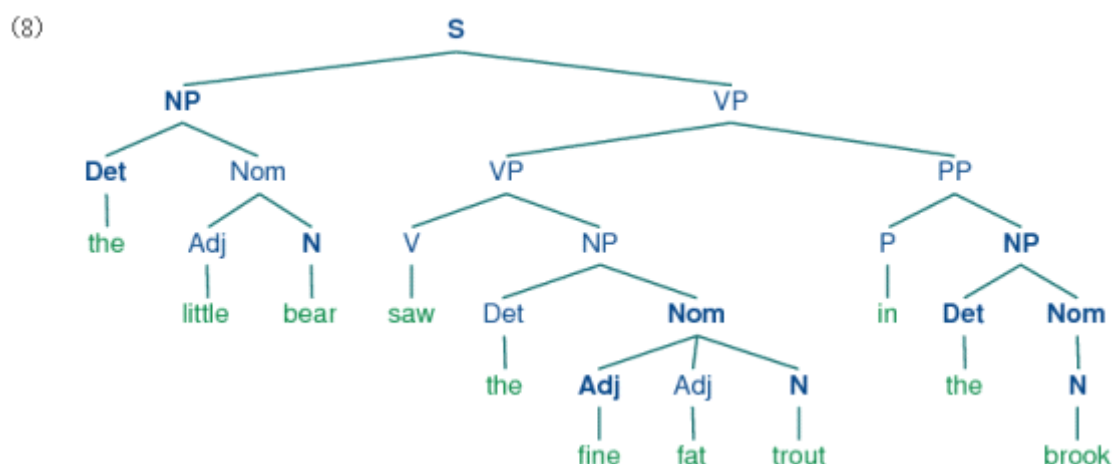 (8) S
NP VP
Det Nom VP PP
the Adj N V NP P NP
little bear saw Det Nom in Det Nom
the Adj Adj N the N
fine fat trout brook